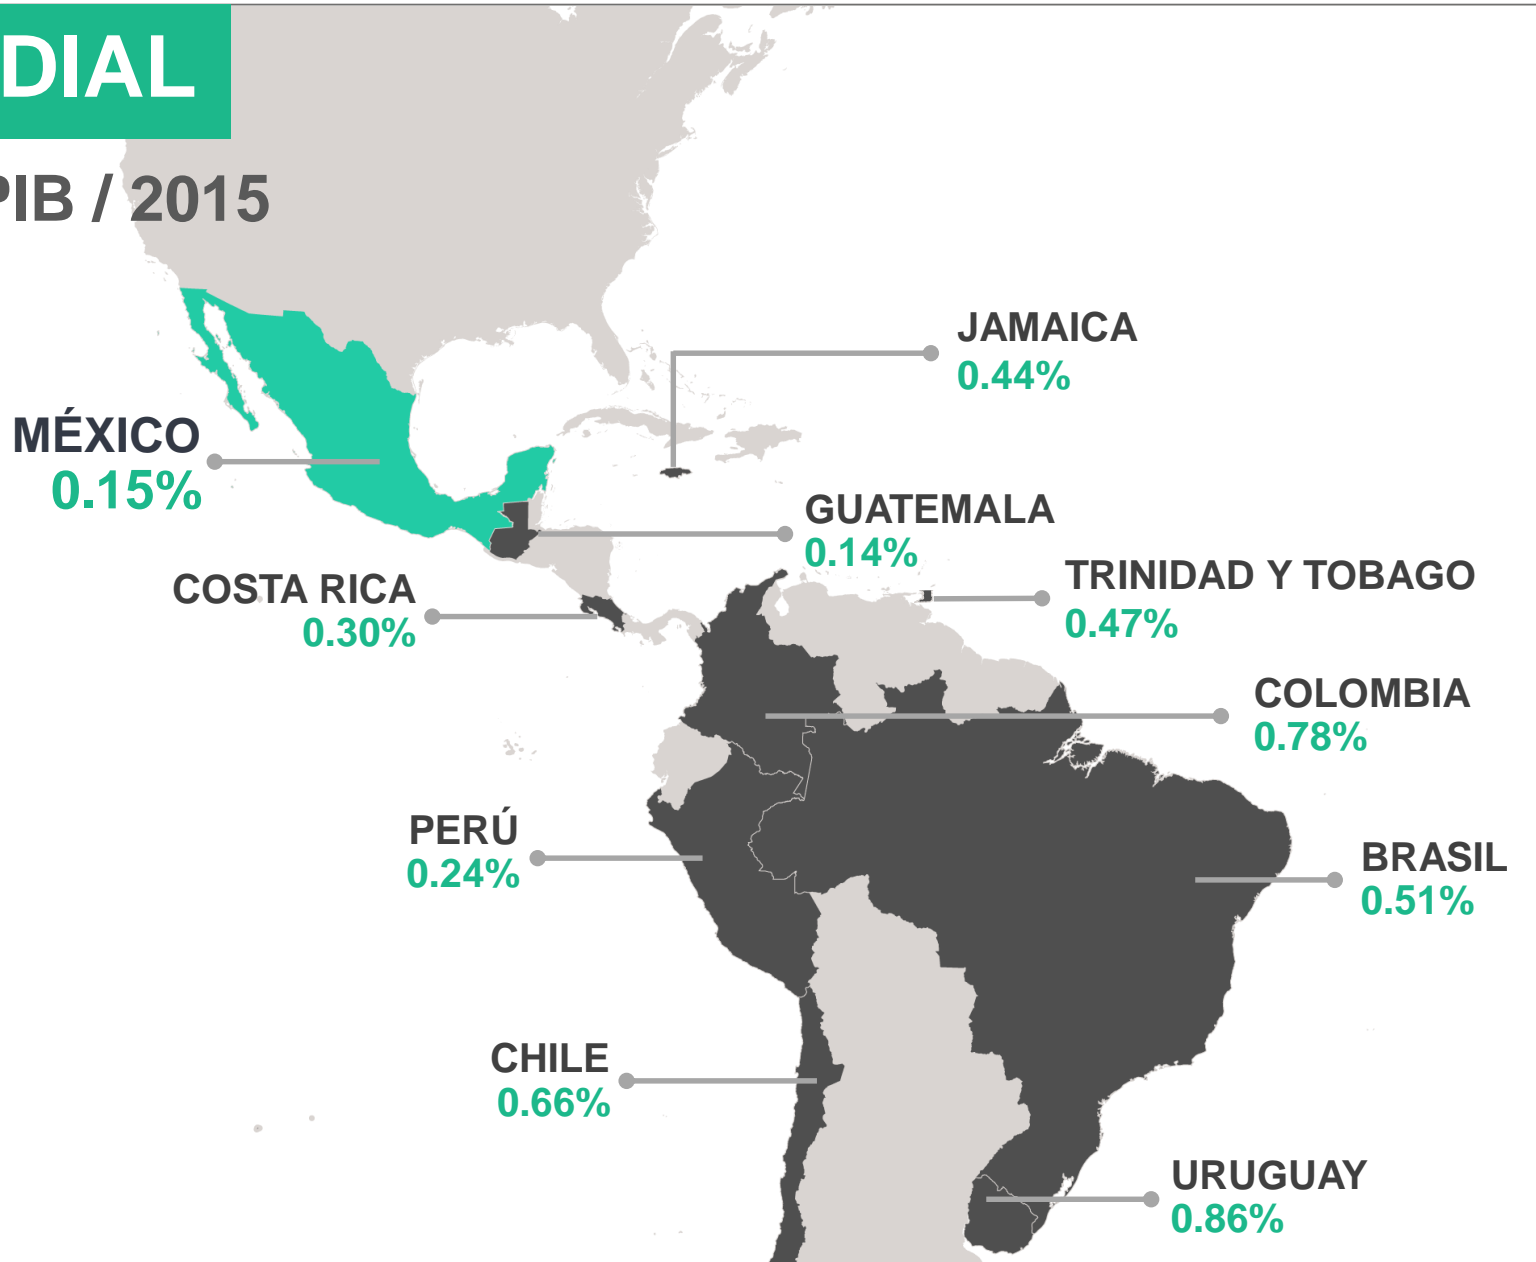 DIAL
PIB / 2015
JAMAICA
0.44%
MÉXICO
0.15%
GUATEMALA
0.14%
TRINIDAD Y TOBAGO
0.47%
COSTA RICA
0.30%
COLOMBIA
0.78%
PERÚ
0.24%
BRASIL
0.51%
CHILE
0.66%
URUGUAY
0.86%